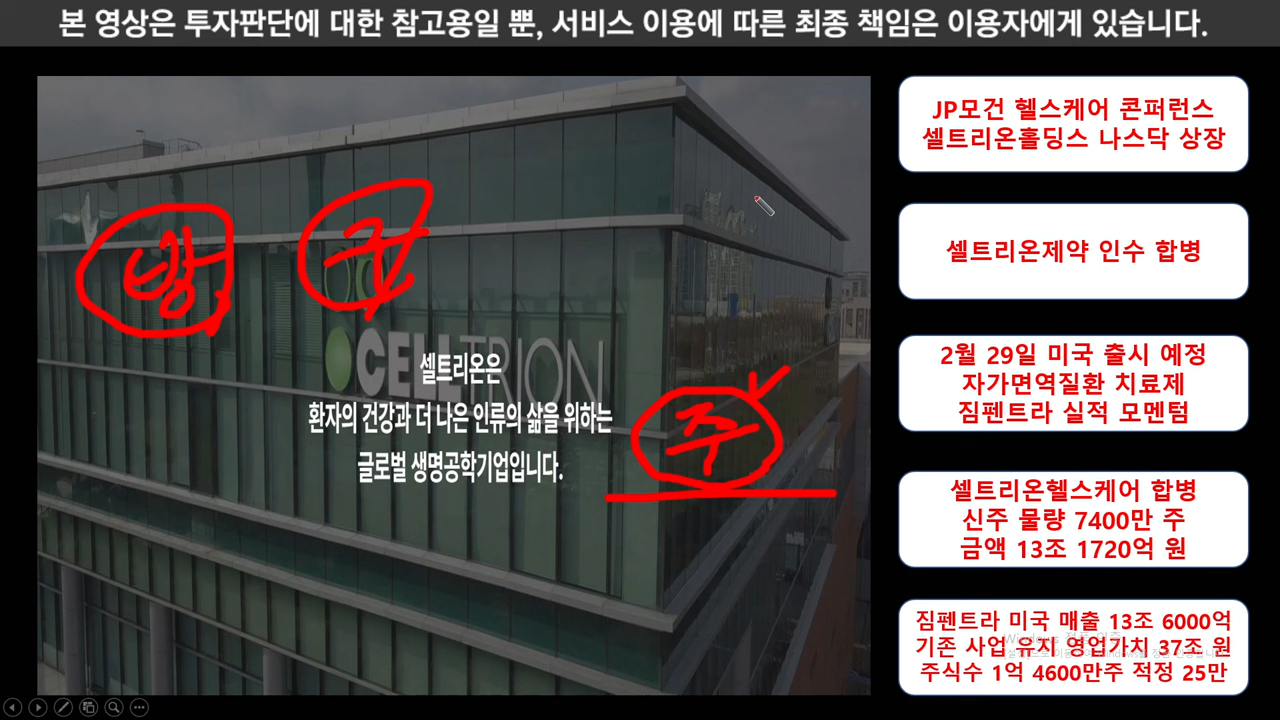 본 영상은 투자판단에 대한 참고용일 뿐, 서비스 이용에 따른 최종 책임은 이용자에게 있습니다.
뱅
구
CELLTRION
셀트리온은
환자의 건강과 더 나은 인류의 삶을 위하는
글로벌 생명공학기업입니다.
주
JP모건 헬스케어 콘퍼런스
셀트리온홀딩스 나스닥 상장
셀트리온제약 인수 합병
2월 29일 미국 출시 예정
자가면역질환 치료제
짐펜트라 실적 모멘텀
셀트리온헬스케어 합병
신주 물량 7400만 주
금액 13조 1720억 원
짐펜트라 미국 매출 13조 6000억
기존 사업 유지 영업가치 37조 원
주식수 1억 4600만주 적정 25만
Windows 정품 인증